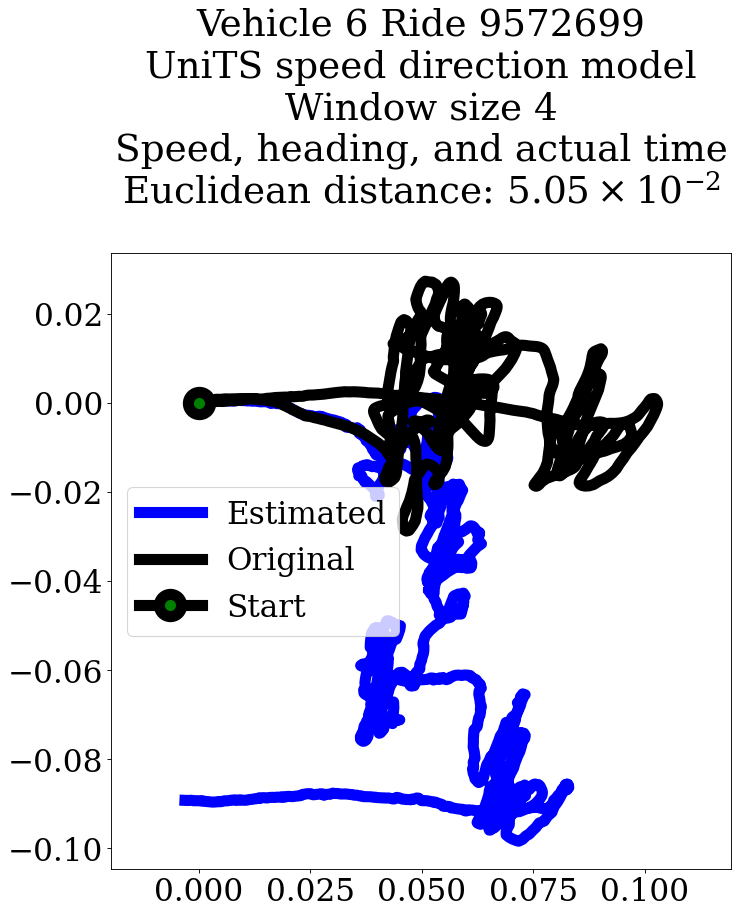 Vehicle 6 Ride 9572699
UniTS speed direction model
Window size 4
Speed, heading, and actual time
Euclidean distance: 5.05 × 10⁻²
0.02
0.00
−0.02
−0.04
−0.06
−0.08
−0.10
Estimated
Original
Start
0.000 0.025 0.050 0.075 0.100